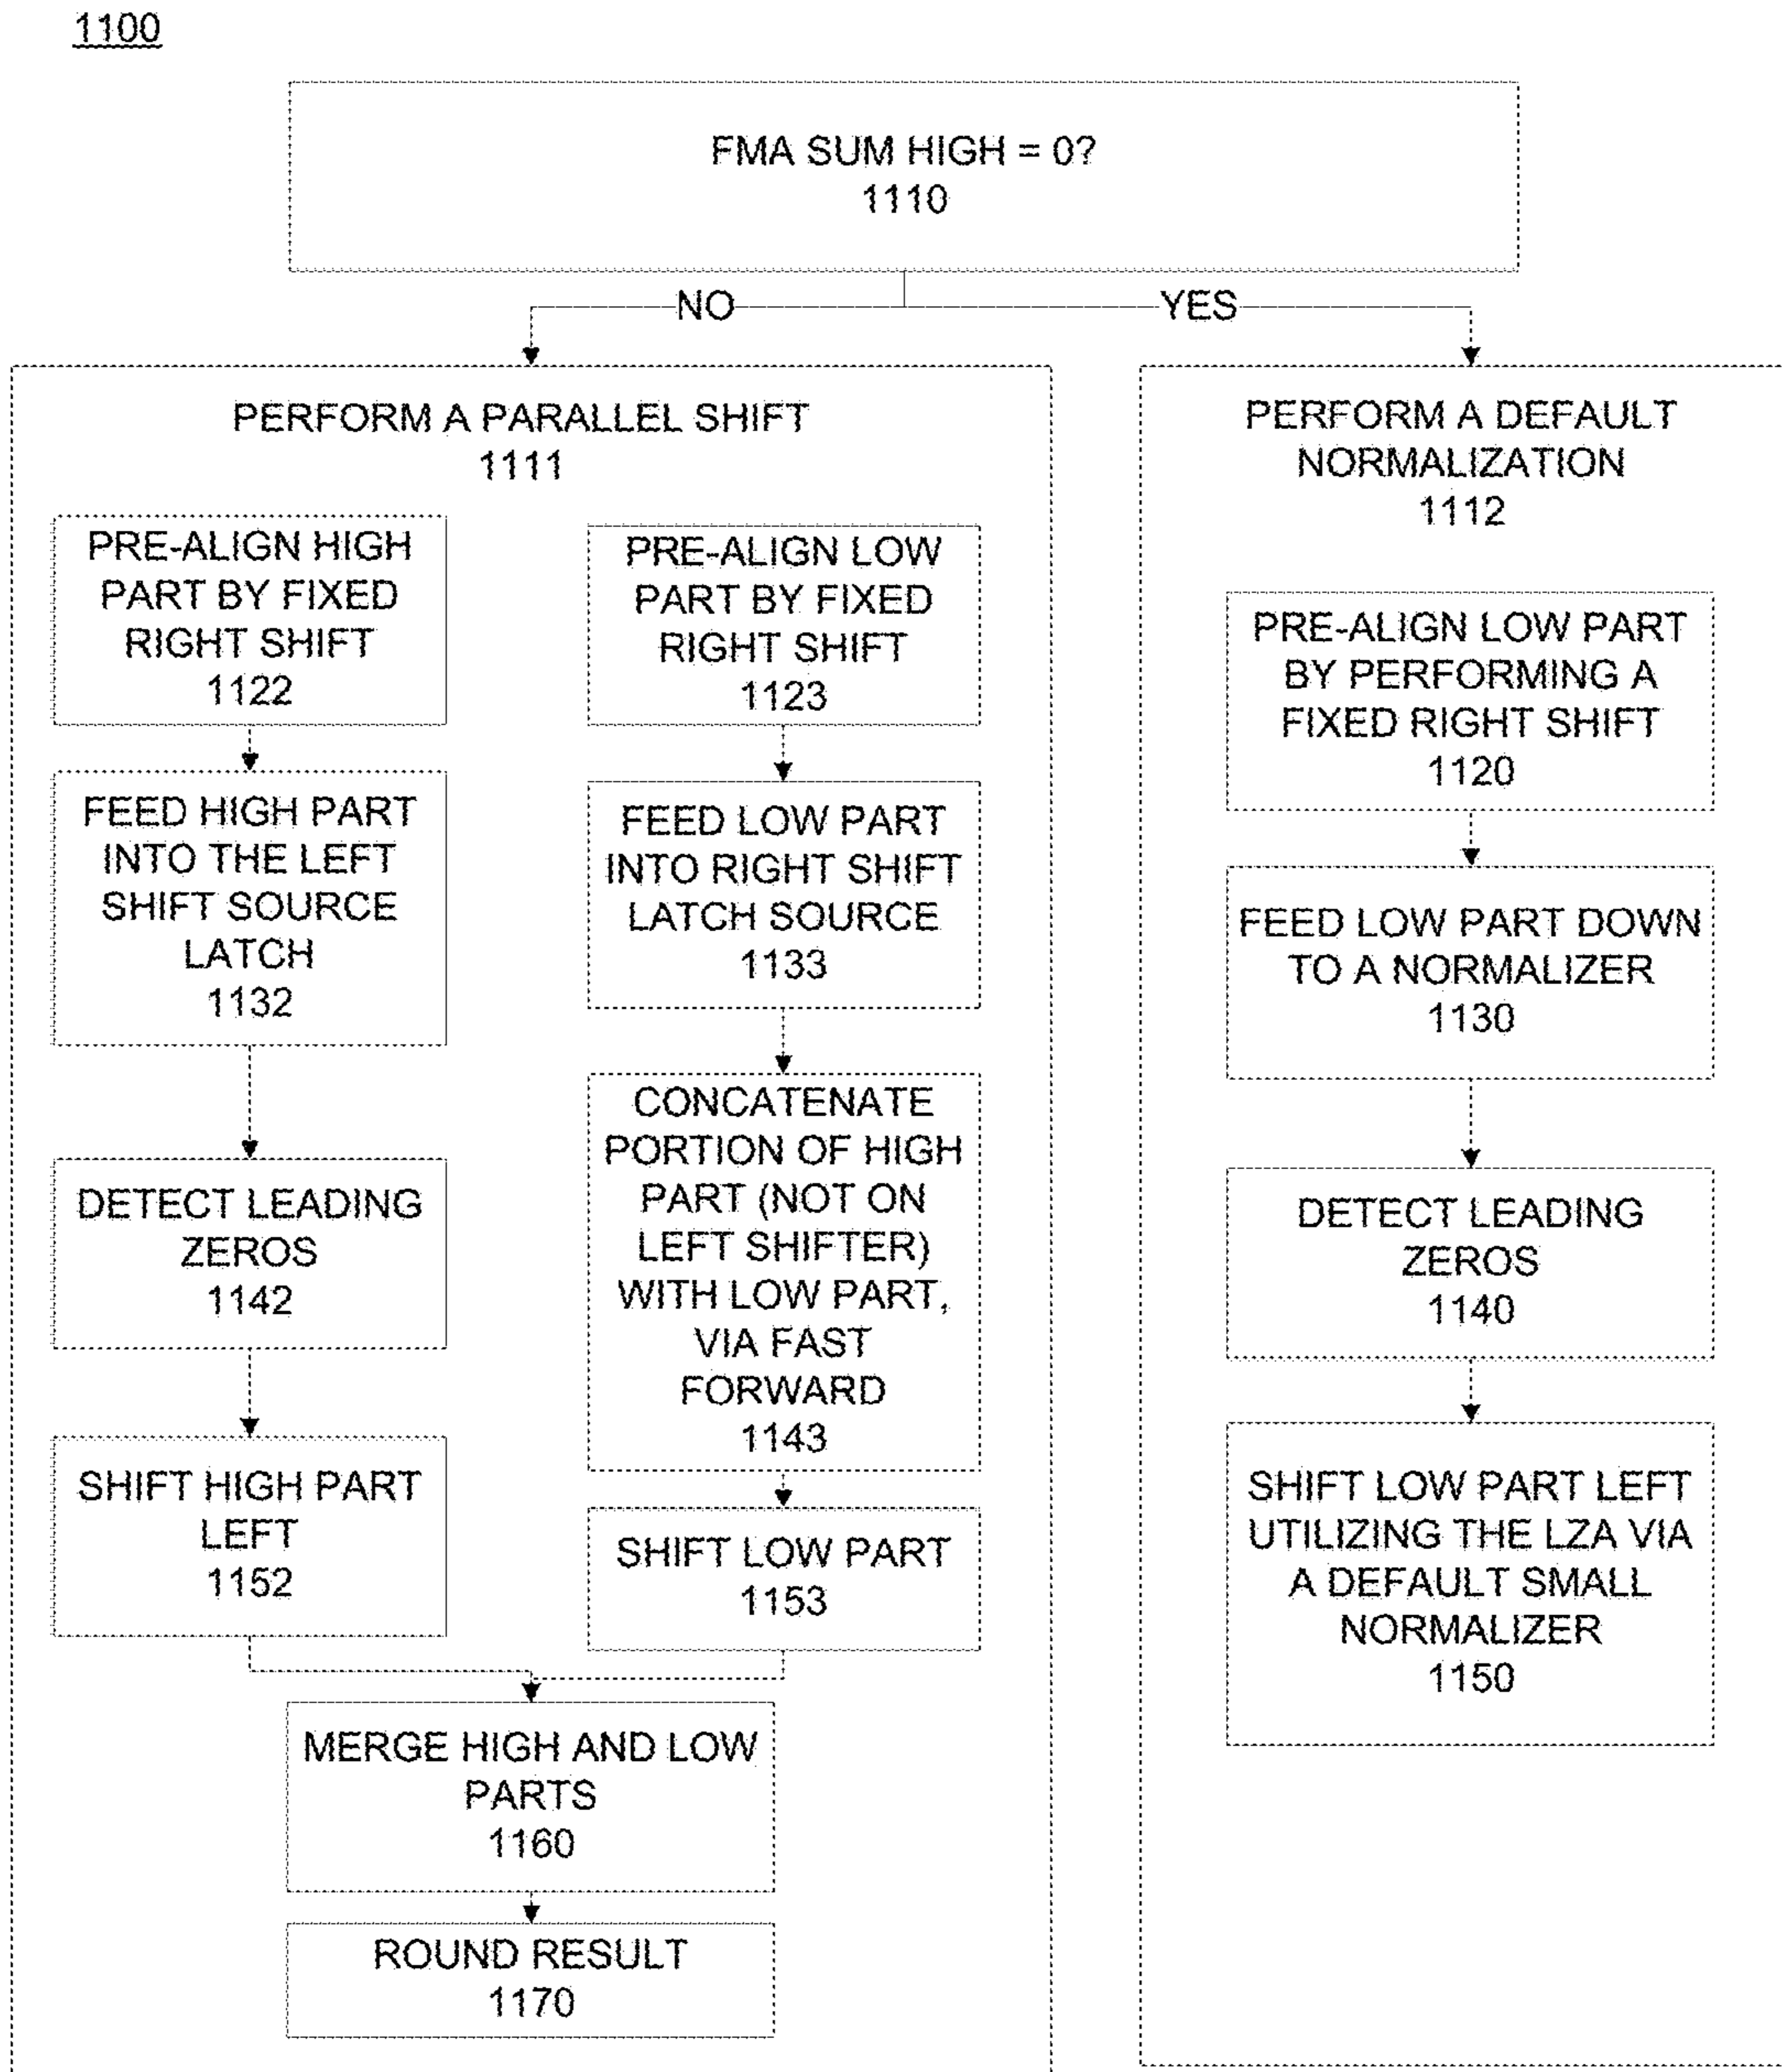 1100
FMA SUM HIGH = 0?
1110
NO
YES
PERFORM A PARALLEL SHIFT
1111
PRE-ALIGN HIGH
PART BY FIXED
RIGHT SHIFT
1122
FEED HIGH PART
INTO THE LEFT
SHIFT SOURCE
LATCH
1132
DETECT LEADING
ZEROS
1142
SHIFT HIGH PART
LEFT
1152
PRE-ALIGN LOW
PART BY FIXED
RIGHT SHIFT
1123
FEED LOW PART
INTO RIGHT SHIFT
LATCH SOURCE
1133
CONCATENATE
PORTION OF HIGH
PART (NOT ON
LEFT SHIFTER)
WITH LOW PART,
VIA FAST
FORWARD
1143
SHIFT LOW PART
1153
MERGE HIGH AND LOW
PARTS
1160
ROUND RESULT
1170
PERFORM A DEFAULT
NORMALIZATION
1112
PRE-ALIGN LOW PART
BY PERFORMING A
FIXED RIGHT SHIFT
1120
FEED LOW PART DOWN
TO A NORMALIZER
1130
DETECT LEADING
ZEROS
1140
SHIFT LOW PART LEFT
UTILIZING THE LZA VIA
A DEFAULT SMALL
NORMALIZER
1150